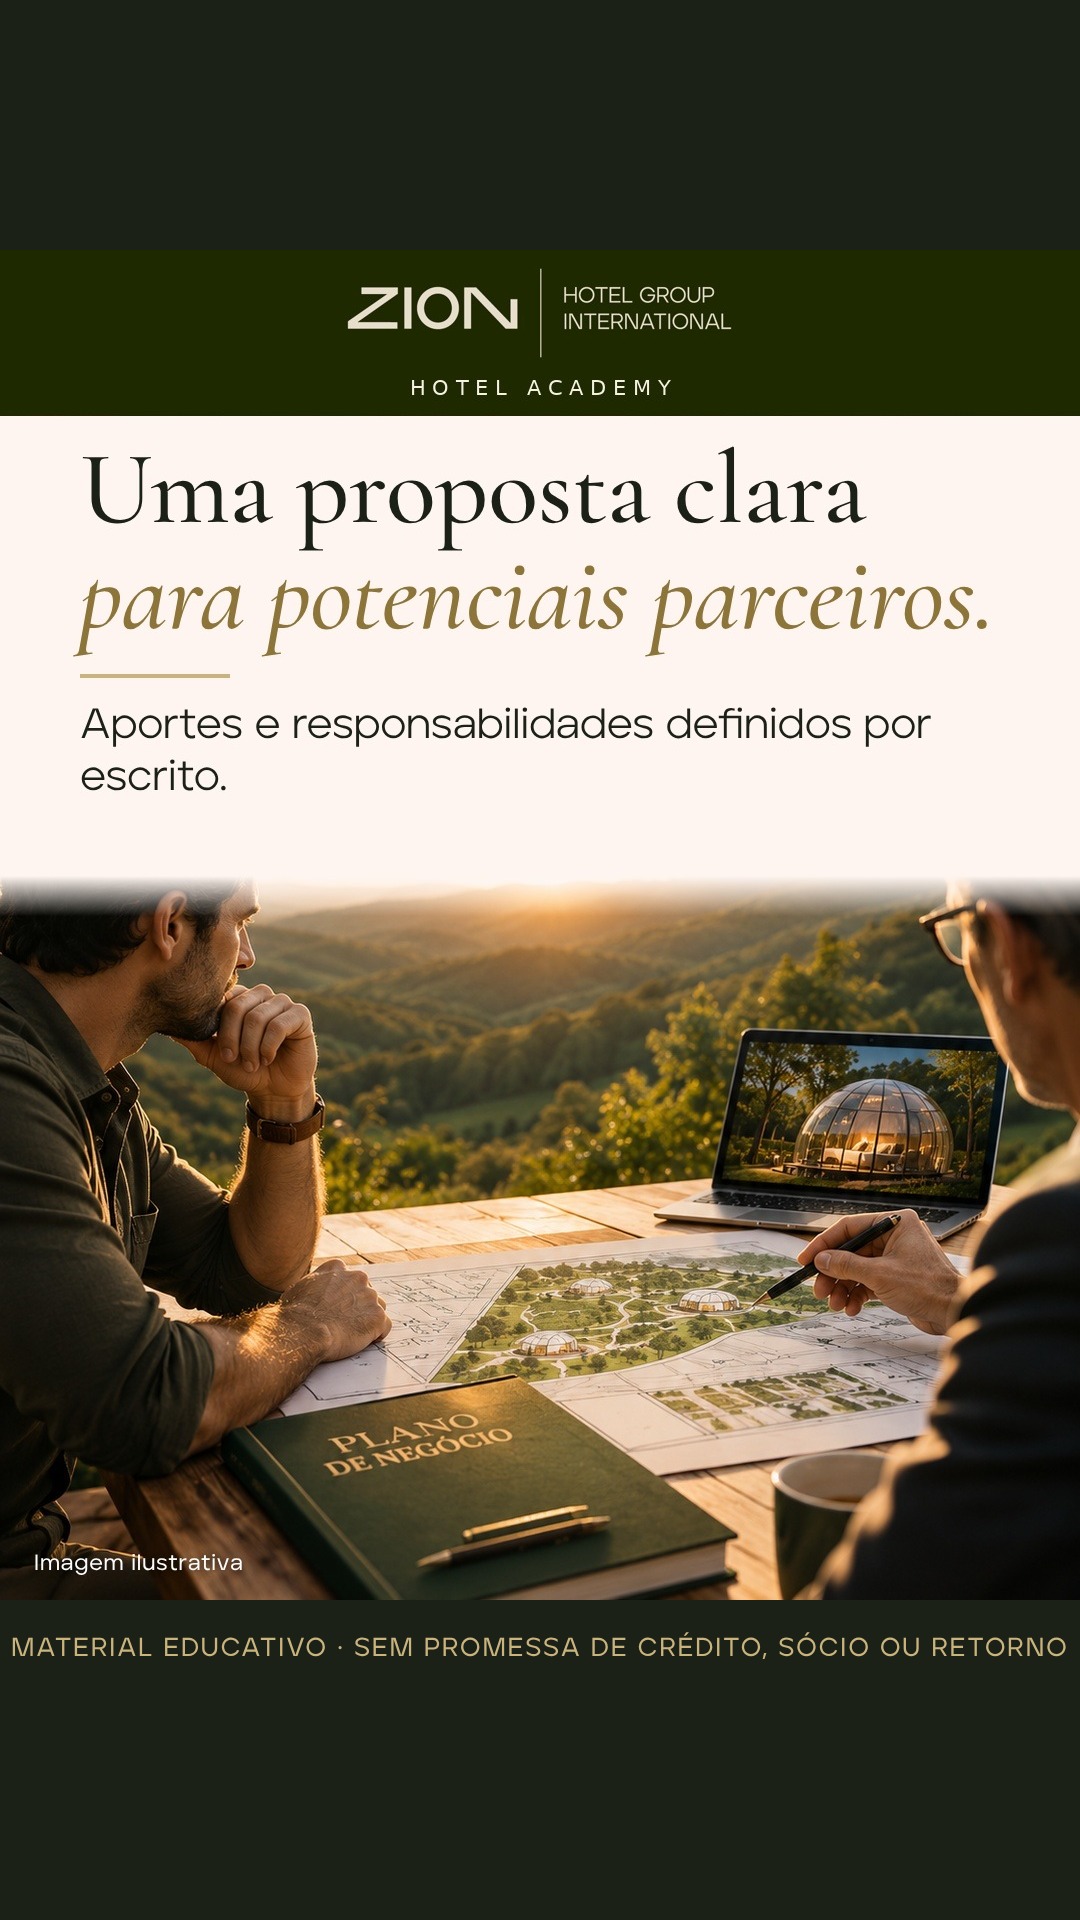 ZION
HOTEL GROUP
INTERNATIONAL
HOTEL ACADEMY
Uma proposta clara
para potenciais parceiros.
Aportes e responsabilidades definidos por
escrito.
PLANO
DE NEGÓCIO
Imagem ilustrativa
MATERIAL EDUCATIVO · SEM PROMESSA DE CRÉDITO, SÓCIO OU RETORNO